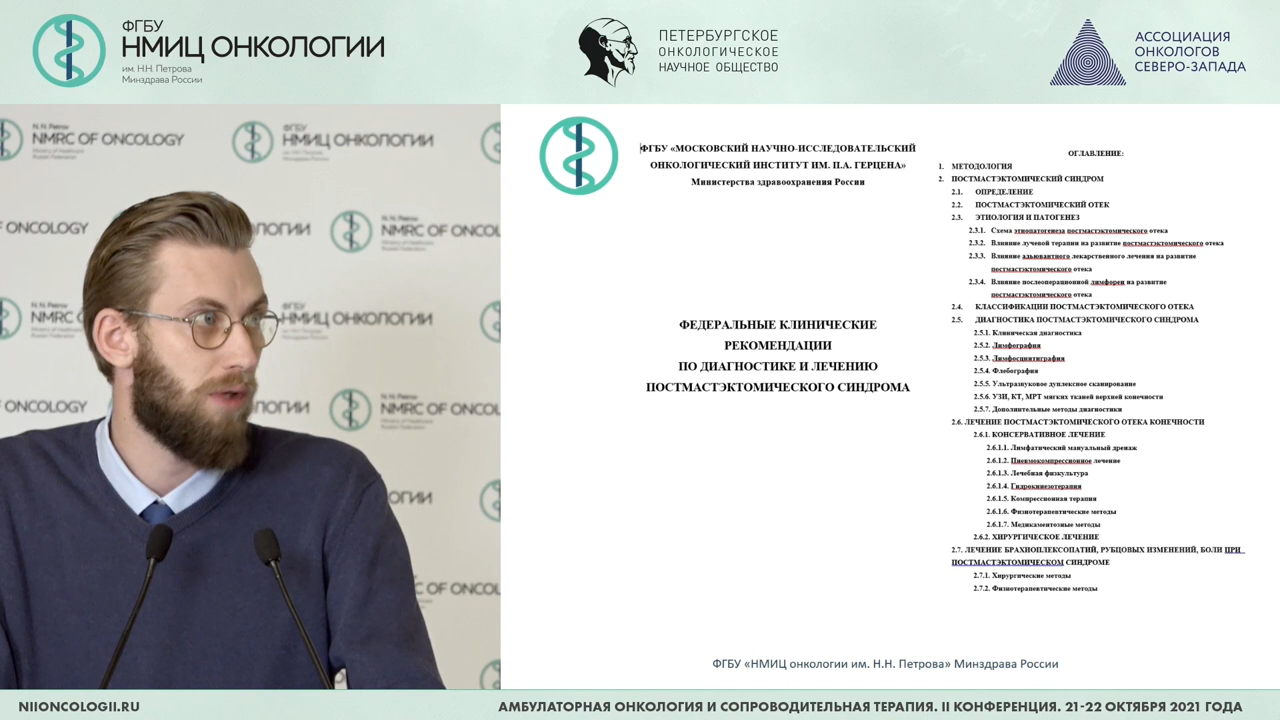 ФГБУ
НМИЦ ОНКОЛОГИИ
им. Н.Н. Петрова
Минздрава России
ПЕТЕРБУРГСКОЕ
ОНКОЛОГИЧЕСКОЕ
НАУЧНОЕ ОБЩЕСТВО
АССОЦИАЦИЯ
ОНКОЛОГОВ
СЕВЕРО-ЗАПАДА
N.N. Petrov
NMRC OF ONCOLOGY
ФГБУ
НМИЦ ОНКОЛОГИИ
ФГБУ «МОСКОВСКИЙ НАУЧНО-ИССЛЕДОВАТЕЛЬСКИЙ
ОНКОЛОГИЧЕСКИЙ ИНСТИТУТ ИМ. П.А. ГЕРЦЕНА»
Министерства здравоохранения России
ФЕДЕРАЛЬНЫЕ КЛИНИЧЕСКИЕ
РЕКОМЕНДАЦИИ
ПО ДИАГНОСТИКЕ И ЛЕЧЕНИЮ
ПОСТМАСТЭКТОМИЧЕСКОГО СИНДРОМА
ОГЛАВЛЕНИЕ:
1. МЕТОДОЛОГИЯ
2. ПОСТМАСТЭКТОМИЧЕСКИЙ СИНДРОМ
2.1. ОПРЕДЕЛЕНИЕ
2.2. ПОСТМАСТЭКТОМИЧЕСКИЙ ОТЕК
2.3. ЭТИОЛОГИЯ И ПАТОГЕНЕЗ
2.3.1. Схема этиопатогенеза постмастэктомического отека
2.3.2. Влияние лучевой терапии на развитие постмастэктомического отека
2.3.3. Влияние адьювантного лекарственного лечения на развитие
постмастэктомического отека
2.3.4. Влияние послеоперационной лимфореи на развитие
постмастэктомического отека
2.4. КЛАССИФИКАЦИИ ПОСТМАСТЭКТОМИЧЕСКОГО ОТЕКА
2.5. ДИАГНОСТИКА ПОСТМАСТЭКТОМИЧЕСКОГО СИНДРОМА
2.5.1. Клиническая диагностика
2.5.2. Лимфография
2.5.3. Лимфосцинтиграфия
2.5.4. Флебография
2.5.5. Ультразвуковое дуплексное сканирование
2.5.6. УЗИ, КТ, МРТ мягких тканей верхней конечности
2.5.7. Дополнительные методы диагностики
2.6. ЛЕЧЕНИЕ ПОСТМАСТЭКТОМИЧЕСКОГО ОТЕКА КОНЕЧНОСТИ
2.6.1. КОНСЕРВАТИВНОЕ ЛЕЧЕНИЕ
2.6.1.1. Лимфатический мануальный дренаж
2.6.1.2. Пневмокомпрессионное лечение
2.6.1.3. Лечебная физкультура
2.6.1.4. Гидрокинезотерапия
2.6.1.5. Компрессионная терапия
2.6.1.6. Физиотерапевтические методы
2.6.1.7. Медикаментозные методы
2.6.2. ХИРУРГИЧЕСКОЕ ЛЕЧЕНИЕ
2.7. ЛЕЧЕНИЕ БРАХИОПЛЕКСОПАТИЙ, РУБЦОВЫХ ИЗМЕНЕНИЙ, БОЛИ ПРИ
ПОСТМАСТЭКТОМИЧЕСКОМ СИНДРОМЕ
2.7.1. Хирургические методы
2.7.2. Физиотерапевтические методы
ФГБУ «НМИЦ онкологии им. Н.Н. Петрова» Минздрава России
NIIONCOLOGII.RU
АМБУЛАТОРНАЯ ОНКОЛОГИЯ И СОПРОВОДИТЕЛЬНАЯ ТЕРАПИЯ. II КОНФЕРЕНЦИЯ. 21-22 ОКТЯБРЯ 2021 ГОДА